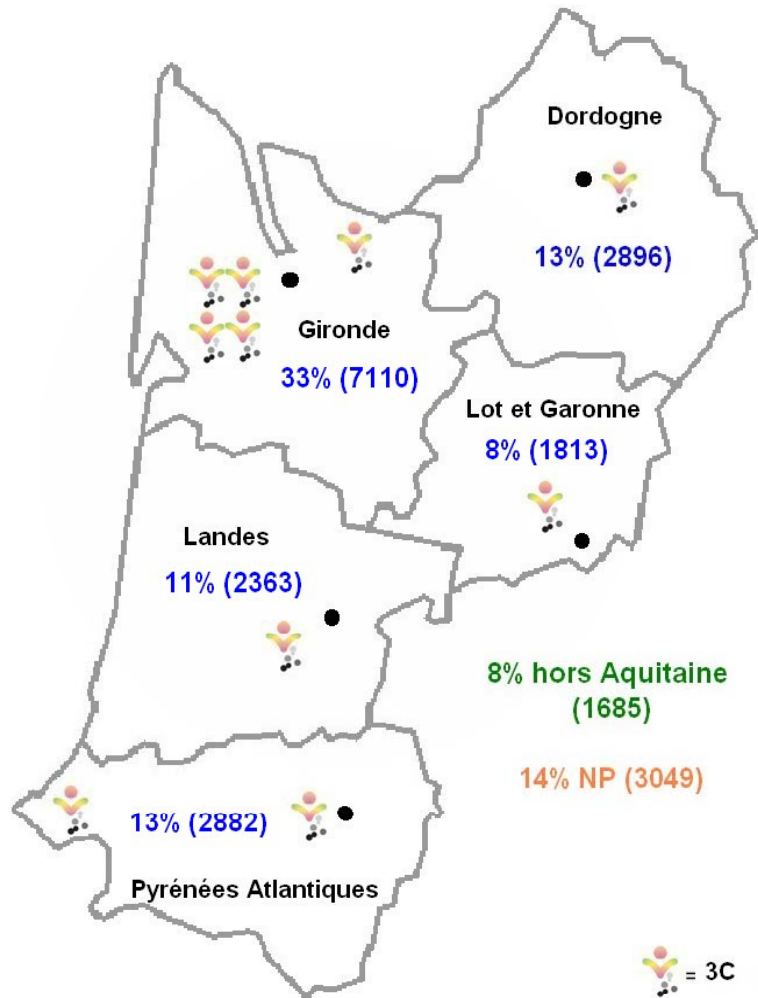 Dordogne
13% (2896)
Gironde
33% (7110)
Lot et Garonne
8% (1813)
Landes
11% (2363)
8% hors Aquitaine
(1685)
14% NP (3049)
13% (2882)
Pyrénées Atlantiques
= 3C